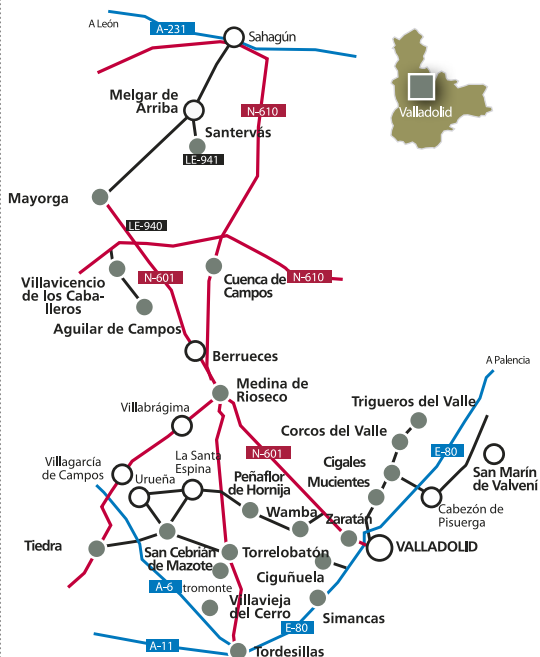 A León
A-231
Sahagún
Valladolid
Melgar de
Arriba
N-610
Santervás
LE-941
Mayorga
LE-940
N-601
Villavicencio
de los Caba-
lleros
Cuenca de
Campos
N-610
Aguilar de Campos
Berrueces
Medina de
Rioseco
A Palencia
Villabrágima
Trigueros del Valle
Corcos del Valle
N-601
E-80
Villagarcía
de Campos
La Santa
Espina
Urueña
Peñaflor
de Hornija
Cigales
Mucientes
San Marín
de Valvení
Wamba
Zaratán
Cabezón de
Pisuerga
Tiedra
San Cebrián
de Mazote
Torrelobatón
VALLADOLID
Ciguñuela
A-6
tromonte
Villavieja
del Cerro
Simancas
E-80
A-11
Tordesillas